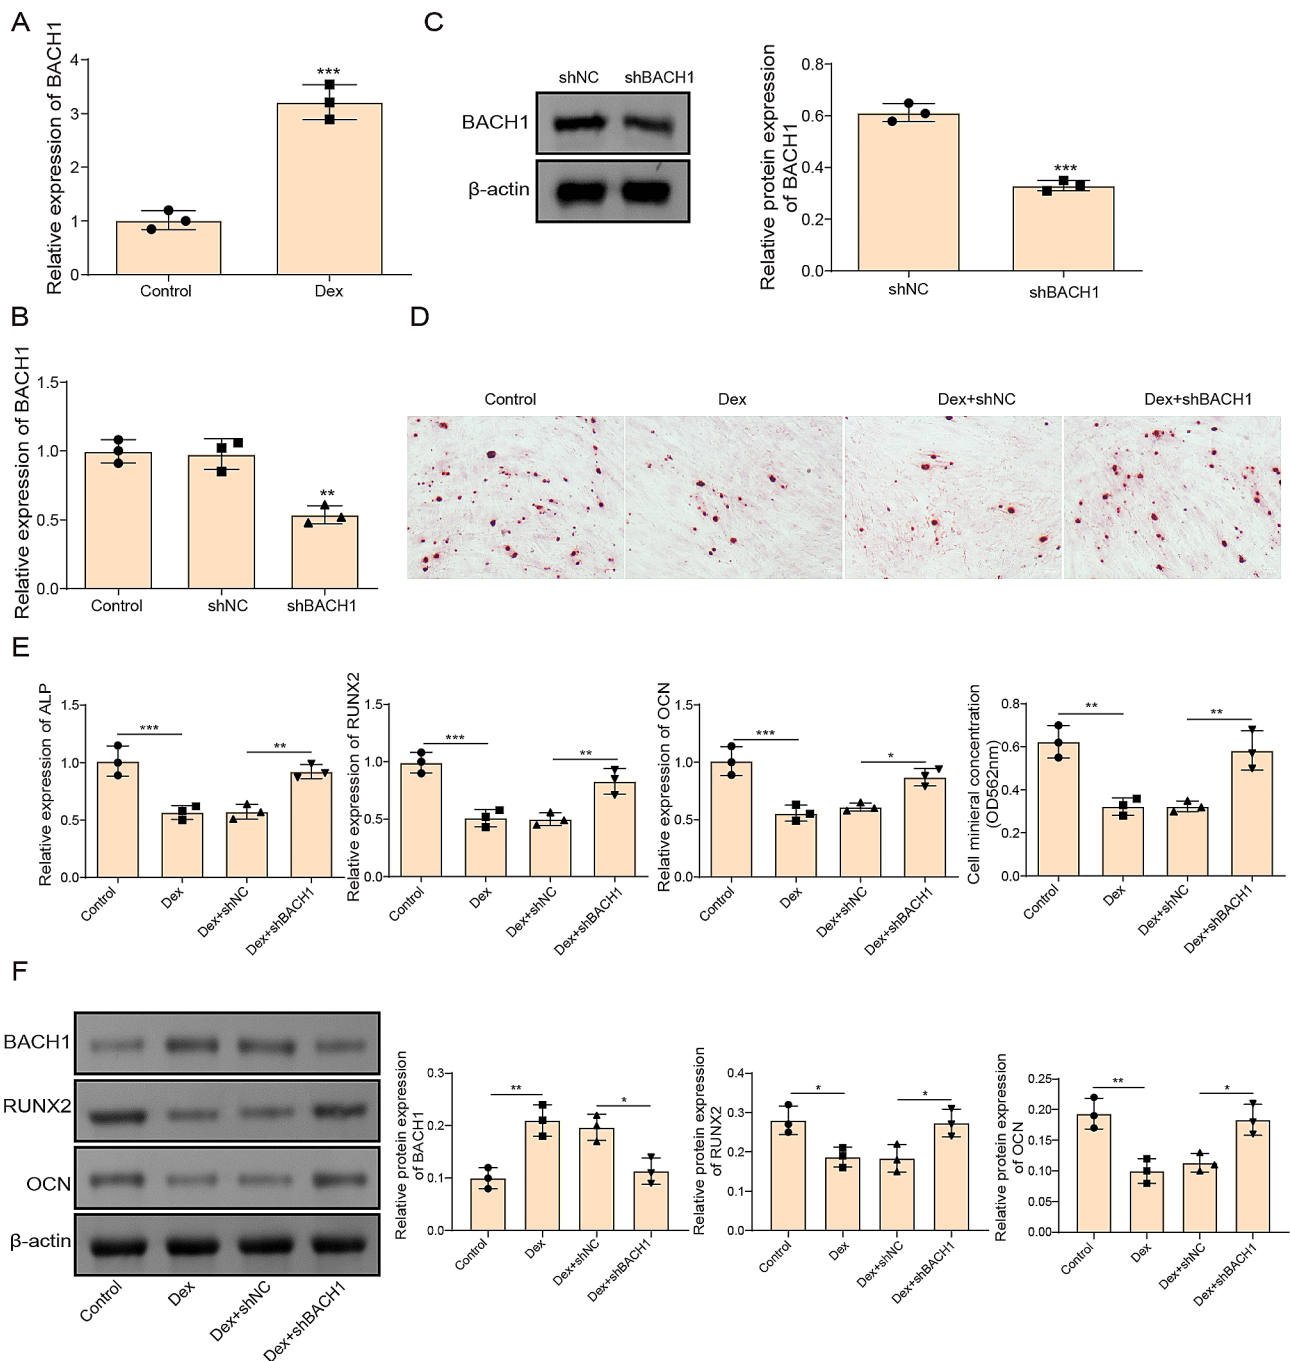 A
Relative expression of BACH1
4
3
2
1
0
***
Control
Dex
C
shNC
shBACH1
BACH1
β-actin
Relative protein expression
of BACH1
0.8
0.6
0.4
0.2
0.0
***
shNC
shBACH1
B
Relative expression of BACH1
1.5
1.0
0.5
0.0
**
Control
shNC
shBACH1
D
Control
Dex
Dex+shNC
Dex+shBACH1
E
Relative expression of ALP
1.5
1.0
0.5
0.0
***
**
Control
Dex
Dex+shNC
Dex+shBACH1
Relative expression of RUNX2
1.5
1.0
0.5
0.0
***
**
Control
Dex
Dex+shNC
Dex+shBACH1
Relative expression of OCN
1.5
1.0
0.5
0.0
***
*
Control
Dex
Dex+shNC
Dex+shBACH1
Cell minieral concentration
(OD562nm)
0.8
0.6
0.4
0.2
0.0
**
**
Control
Dex
Dex+shNC
Dex+shBACH1
F
BACH1
RUNX2
OCN
β-actin
Control
Dex
Dex+shNC
Dex+shBACH1
Relative protein expression
of BACH1
0.3
0.2
0.1
0.0
**
*
Control
Dex
Dex+shNC
Dex+shBACH1
Relative protein expression
of RUNX2
0.4
0.3
0.2
0.1
0.0
*
*
Control
Dex
Dex+shNC
Dex+shBACH1
Relative protein expression
of OCN
0.25
0.20
0.15
0.10
0.05
0.00
**
*
Control
Dex
Dex+shNC
Dex+shBACH1